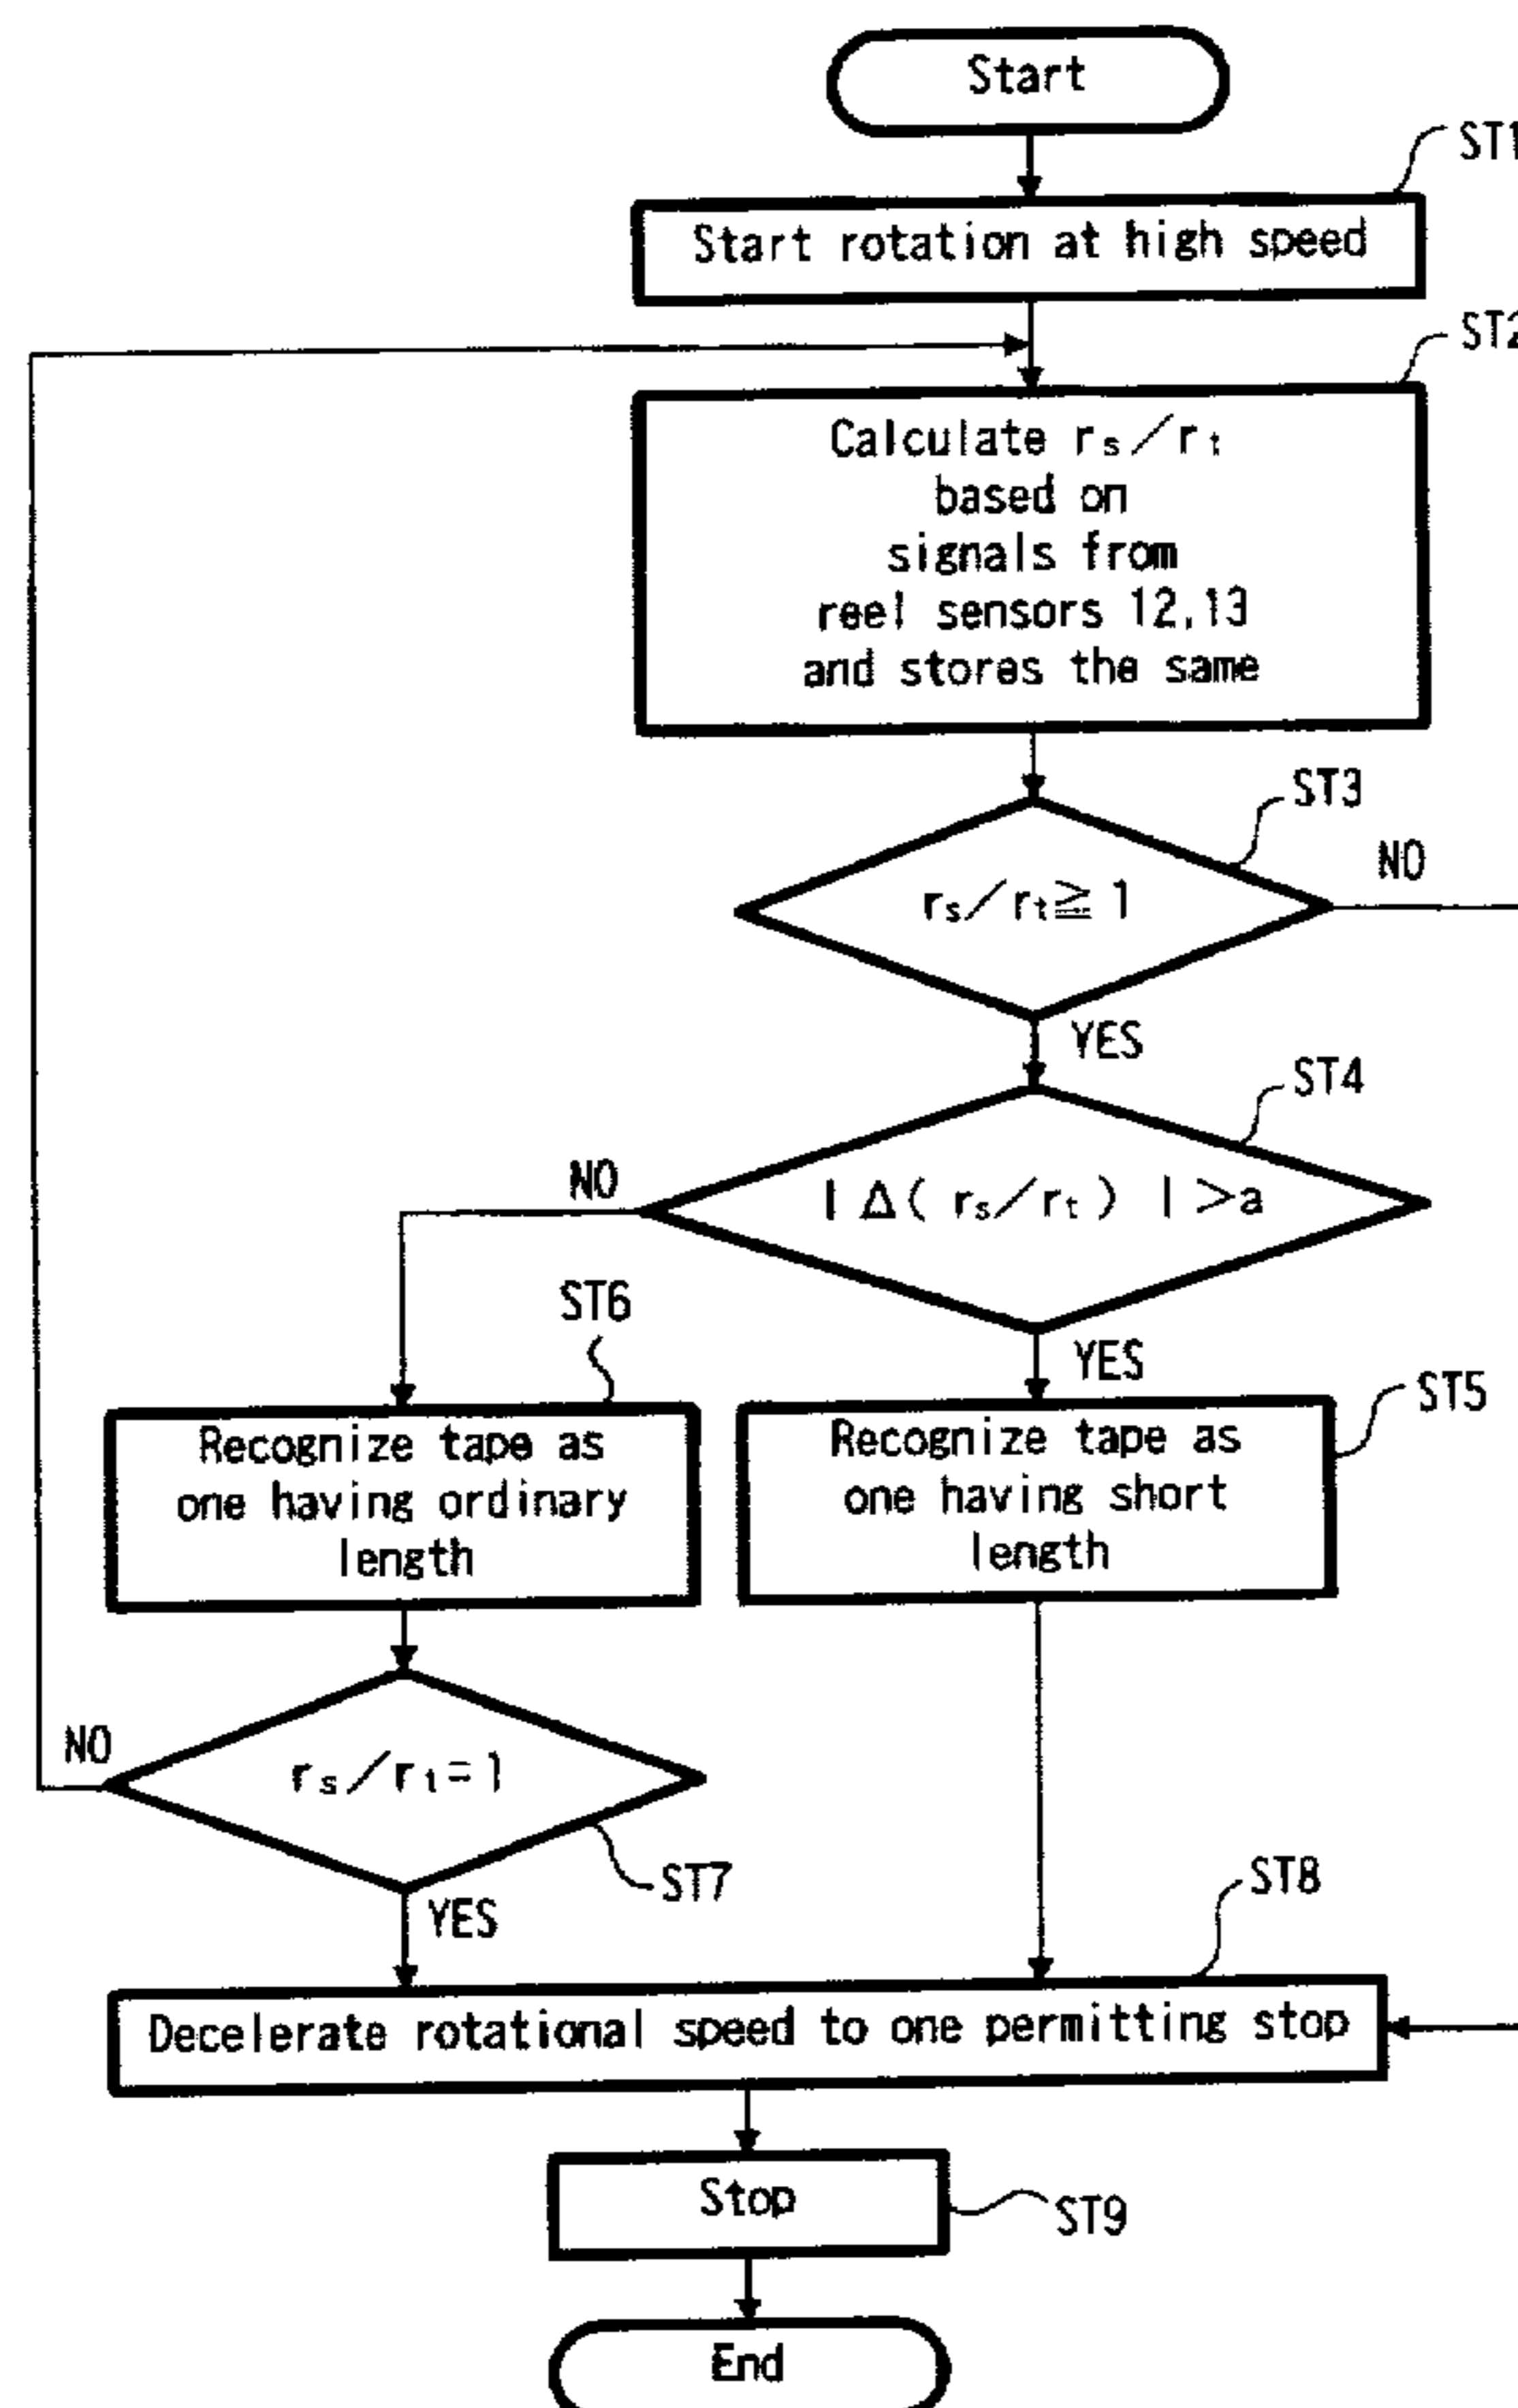 Start
ST1
Start rotation at high speed
ST2
Calculate rs/rt
based on
signals from
reel sensors 12,13
and stores the same
ST3
rs/rt≧1
NO
YES
ST4
|Δ( rs/rt ) |>a
NO
YES
ST6
Recognize tape as
one having ordinary
length
ST5
Recognize tape as
one having short
length
rs/rt=1
NO
ST7
YES
ST8
Decelerate rotational speed to one permitting stop
Stop
ST9
End